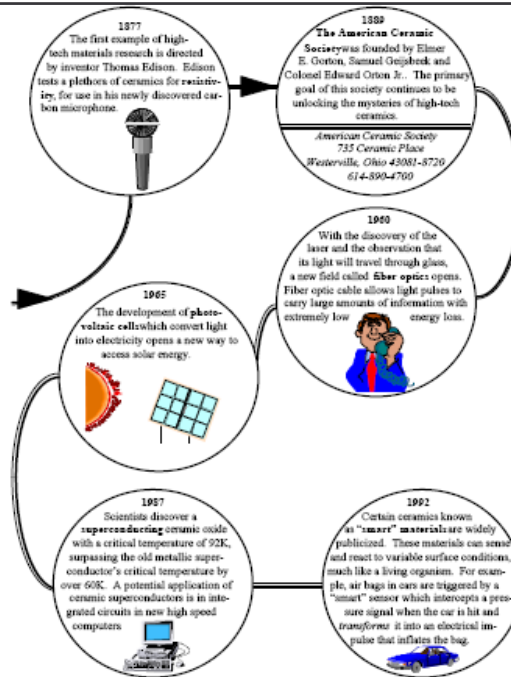 1877
The first example of high-
tech materials research is directed
by inventor Thomas Edison. Edison
tests a plethora of ceramics for resistiv-
ity, for use in his newly discovered car-
bon microphone.
1889
The American Ceramic
Society was founded by Elmer
E. Gorton, Samuel Geijsbeek and
Colonel Edward Orton Jr.. The primary
goal of this society continues to be
unlocking the mysteries of high-tech
ceramics.
American Ceramic Society
735 Ceramic Place
Westerville, Ohio 43081-8720
614-890-4700
1960
With the discovery of the
laser and the observation that
its light will travel through glass,
a new field called fiber optics opens.
Fiber optic cable allows light pulses to
carry large amounts of information with
extremely low energy loss.
1965
The development of photo-
voltaic cells which convert light
into electricity opens a new way to
access solar energy.
1987
Scientists discover a
superconducting ceramic oxide
with a critical temperature of 92K,
surpassing the old metallic super-
conductor's critical temperature by
over 60K. A potential application of
ceramic superconductors is in inte-
grated circuits in new high speed
computers.
1992
Certain ceramics known
as "smart" materials are widely
publicized. These materials can sense
and react to variable surface conditions,
much like a living organism. For exam-
ple, air bags in cars are triggered by a
"smart" sensor which intercepts a pres-
sure signal when the car is hit and
transforms it into an electrical im-
pulse that inflates the bag.